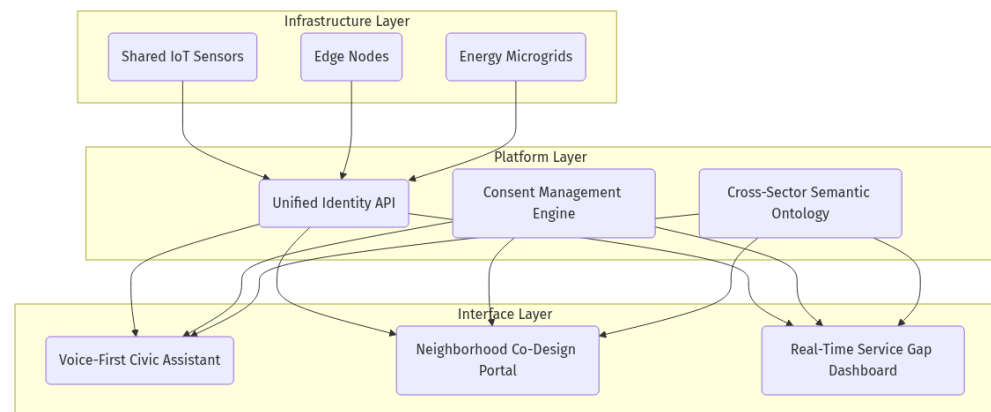 Infrastructure Layer
Shared IoT Sensors
Edge Nodes
Energy Microgrids
Platform Layer
Unified Identity API
Consent Management
Engine
Cross-Sector Semantic
Ontology
Interface Layer
Voice-First Civic Assistant
Neighborhood Co-Design
Portal
Real-Time Service Gap
Dashboard